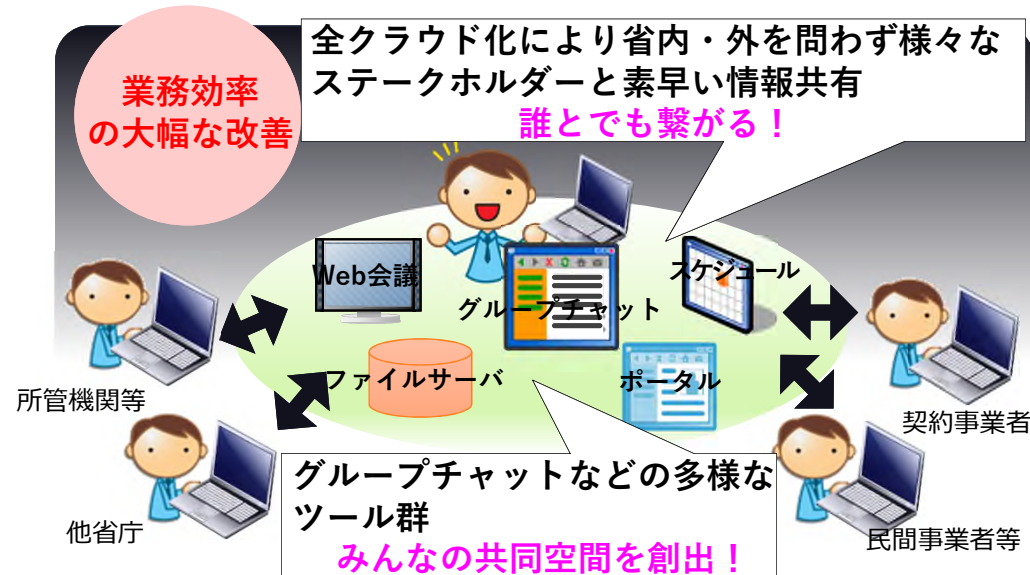 全クラウド化により省内・外を問わず様々な
ステークホルダーと素早い情報共有
誰とでも繋がる！
業務効率
の大幅な改善
Web会議
スケジュール
グループチャット
ファイルサーバ
ポータル
所管機関等
契約事業者
他省庁
民間事業者等
グループチャットなどの多様な
ツール群
みんなの共同空間を創出！